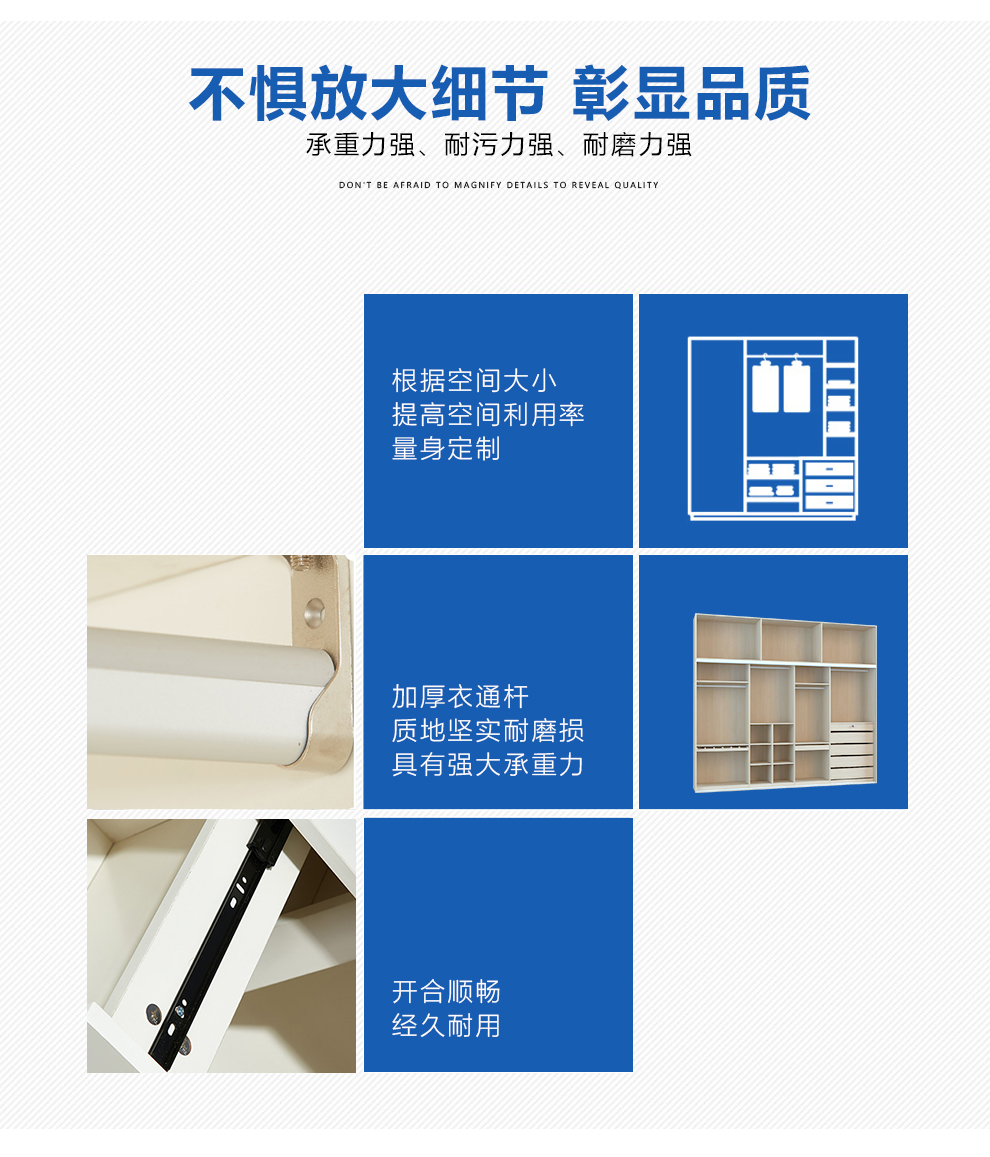 不惧放大细节 彰显品质
承重力强、耐污力强、耐磨力强
DON'T BE AFRAID TO MAGNIFY DETAILS TO REVEAL QUALITY
根据空间大小
提高空间利用率
量身定制
加厚衣通杆
质地坚实耐磨损
具有强大承重力
开合顺畅
经久耐用